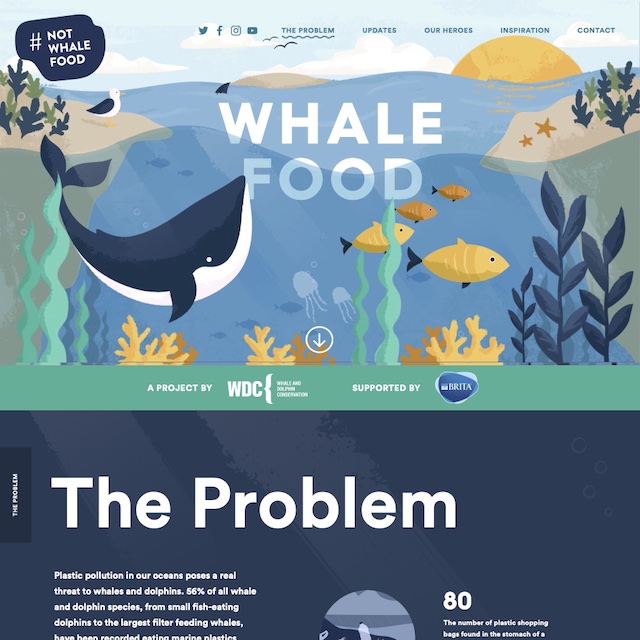 # NOT
WHALE
FOOD
THE PROBLEM
UPDATES
OUR HEROES
INSPIRATION
CONTACT
WHALE
FOOD
A PROJECT BY
WDC
WHALE AND
DOLPHIN
CONSERVATION
SUPPORTED BY
BRITA
THE PROBLEM
The Problem
Plastic pollution in our oceans poses a real
threat to whales and dolphins. 56% of all whale
and dolphin species, from small fish-eating
dolphins to the largest filter feeding whales,
have been recorded eating marine plastics
80
The number of plastic shopping
bags found in the stomach of a